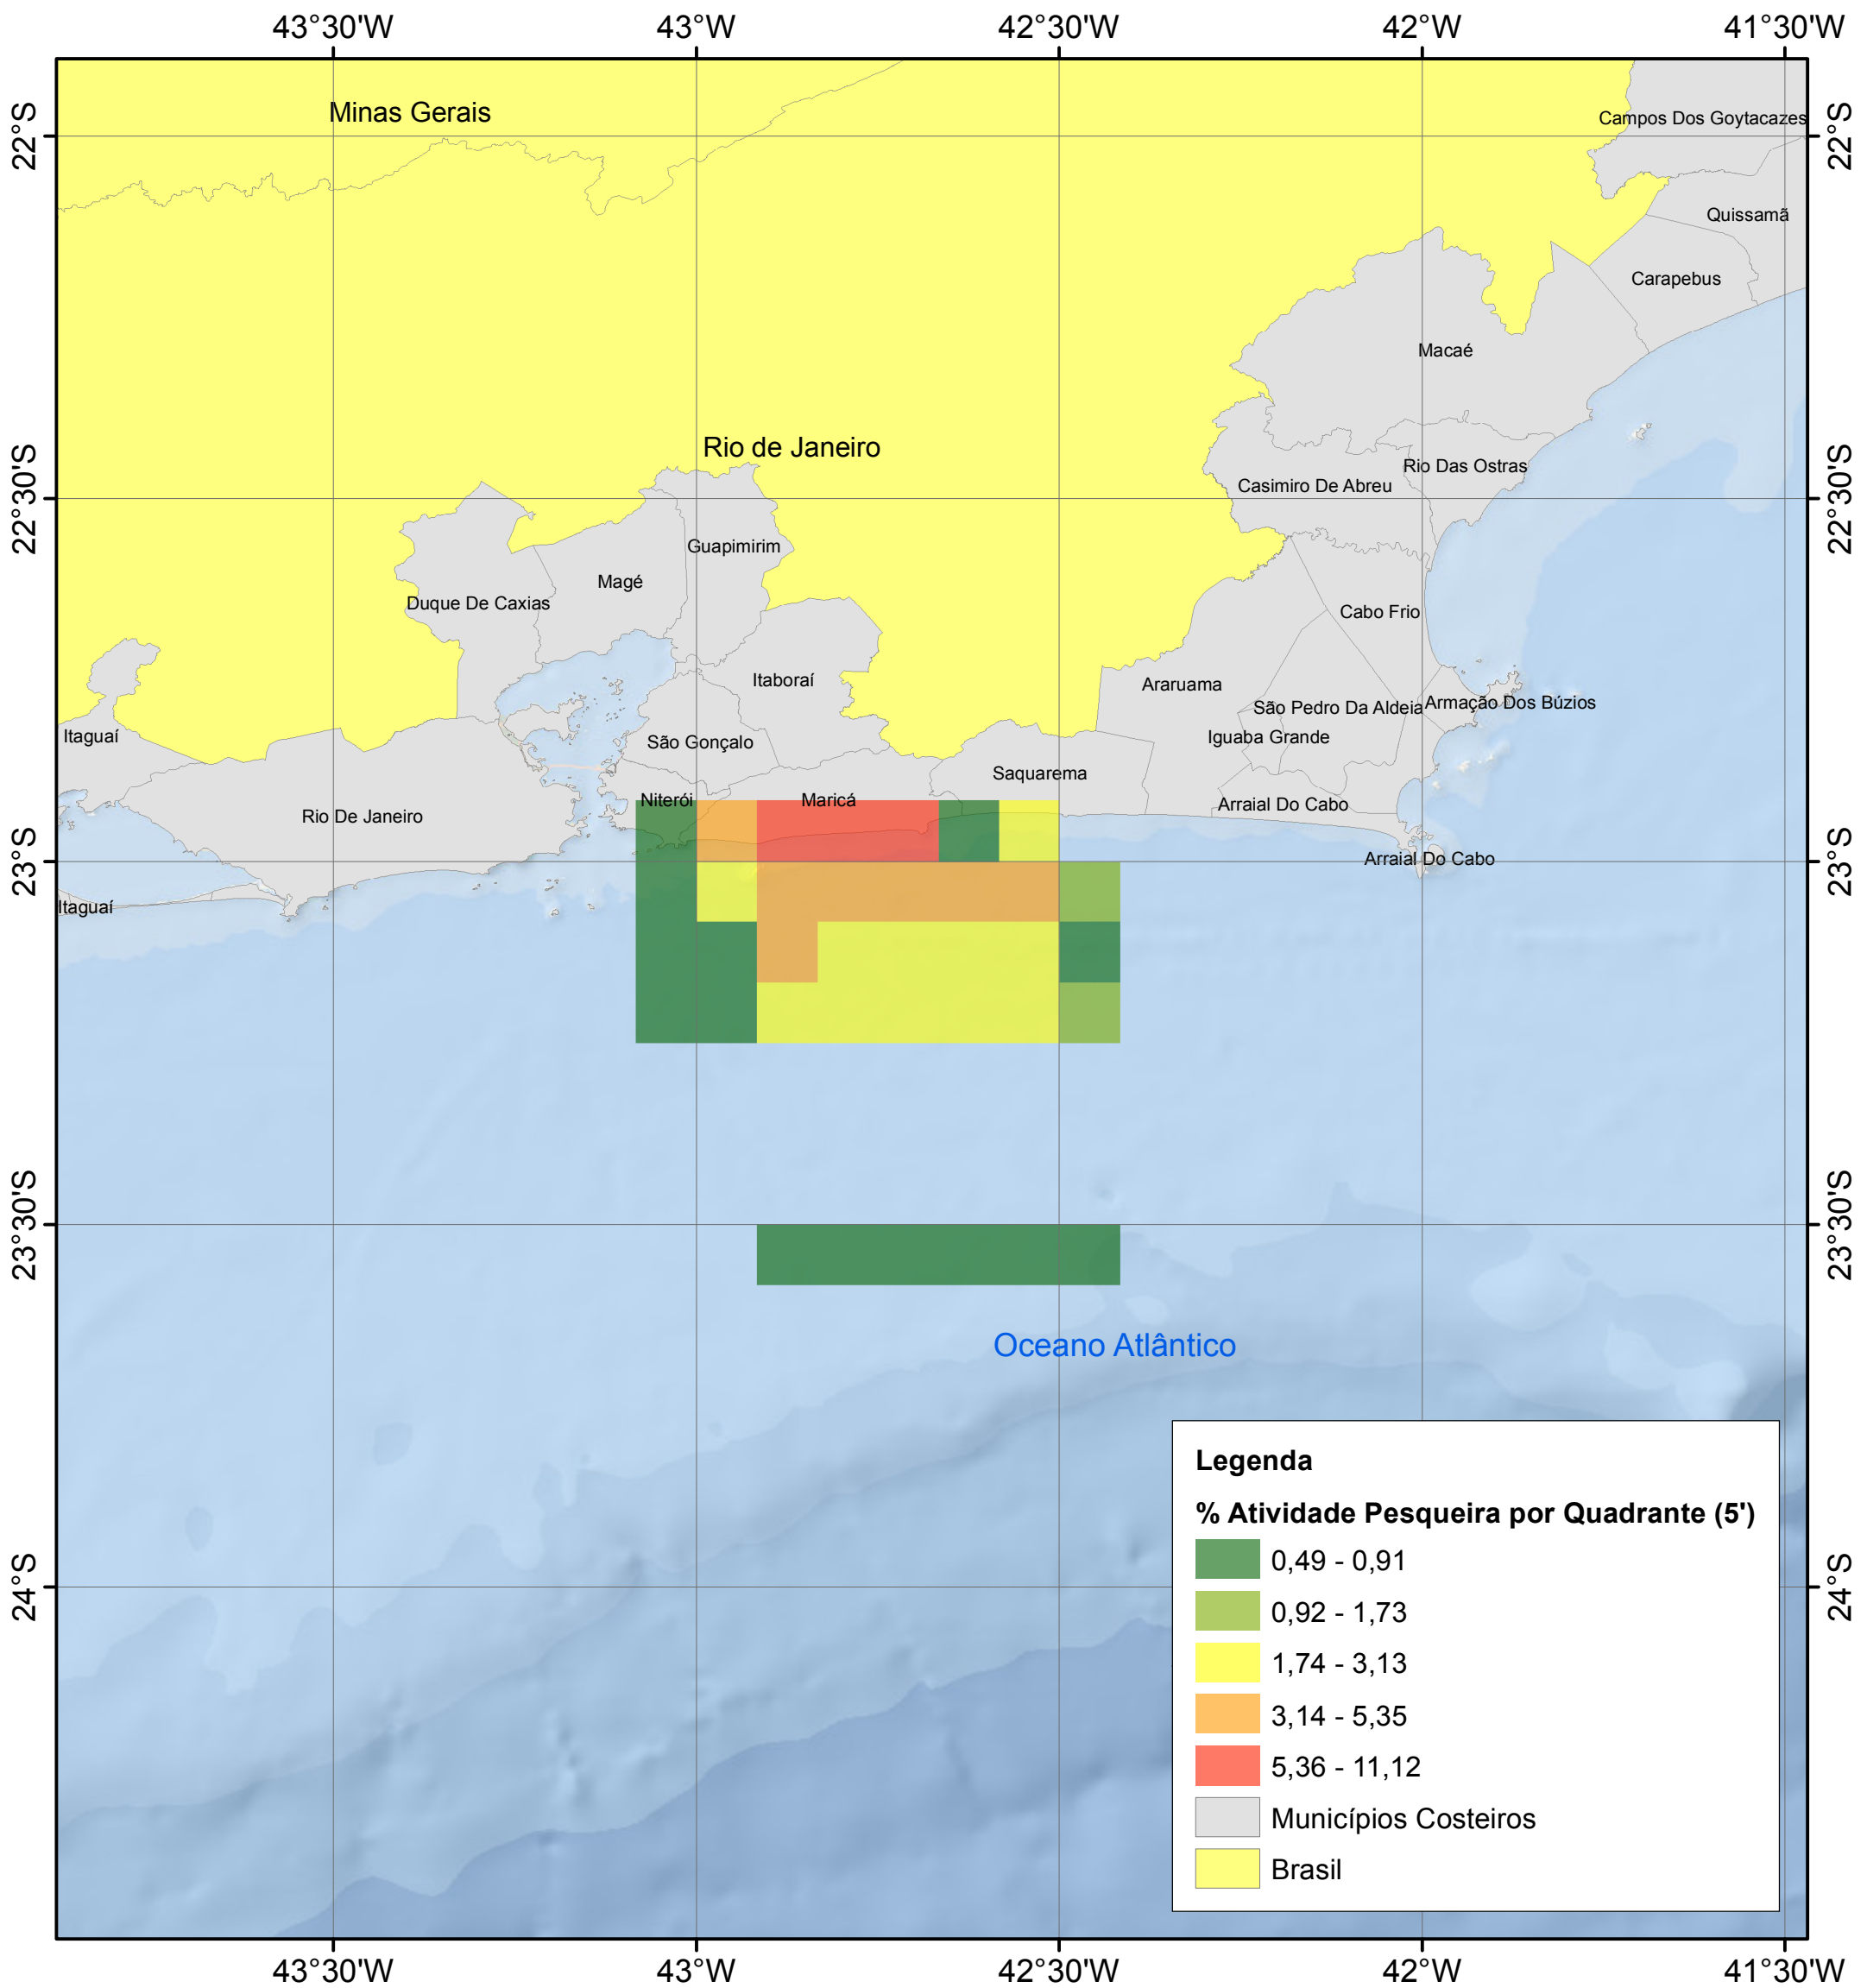 43°30'W 43°W 42°30'W 42°W 41°30'W
Minas Gerais
Campos Dos Goytacazes
22°S 22°S
Quissamã
Carapebus
Macaé
Rio de Janeiro
Rio Das Ostras
Casimiro De Abreu
22°30'S 22°30'S
Guapimirim
Magé
Duque De Caxias
Cabo Frio
Itaboraí
Araruama
Armação Dos Búzios
São Pedro Da Aldeia
Itaguaí
Iguaba Grande
São Gonçalo
Saquarema
Niterói
Maricá
Arraial Do Cabo
Rio De Janeiro
Arraial Do Cabo
23°S 23°S
Itaguaí
23°30'S 23°30'S
Oceano Atlântico
Legenda
% Atividade Pesqueira por Quadrante (5')
0,49 - 0,91
0,92 - 1,73
1,74 - 3,13
3,14 - 5,35
5,36 - 11,12
Municípios Costeiros
Brasil
24°S 24°S
43°30'W 43°W 42°30'W 42°W 41°30'W